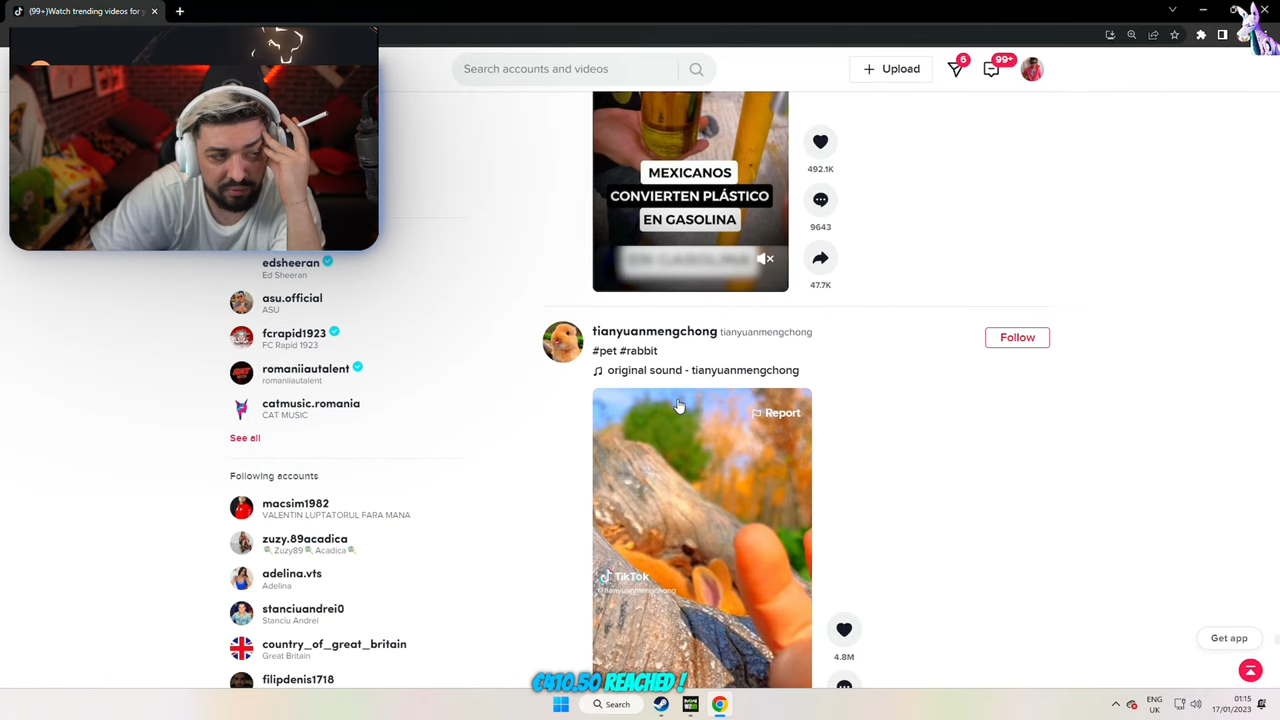 (99+)Watch trending videos for y
Search accounts and videos
Upload
6
99+
MEXICANOS
CONVIERTEN PLÁSTICO
EN GASOLINA
EN GASOLINA
492.1K
9643
47.7K
edsheeran
Ed Sheeran
asu.official
ASU
fcrapid1923
FC Rapid 1923
romaniiautalent
romaniiautalent
catmusic.romania
CAT MUSIC
See all
Following accounts
macsim1982
VALENTIN LUPTATORUL FARA MANA
zuzy.89acadica
Zuzy89 Acadica
adelina.vts
Adelina
stanciuandrei0
Stanciu Andrei
country_of_great_britain
Great Britain
filipdenis1718
tianyuanmengchong tianyuanmengchong
#pet #rabbit
original sound - tianyuanmengchong
Follow
Report
TikTok
@tianyuanmengchong
4.8M
Get app
€410.50 REACHED !
Search
ENG
UK
01:15
17/01/2023